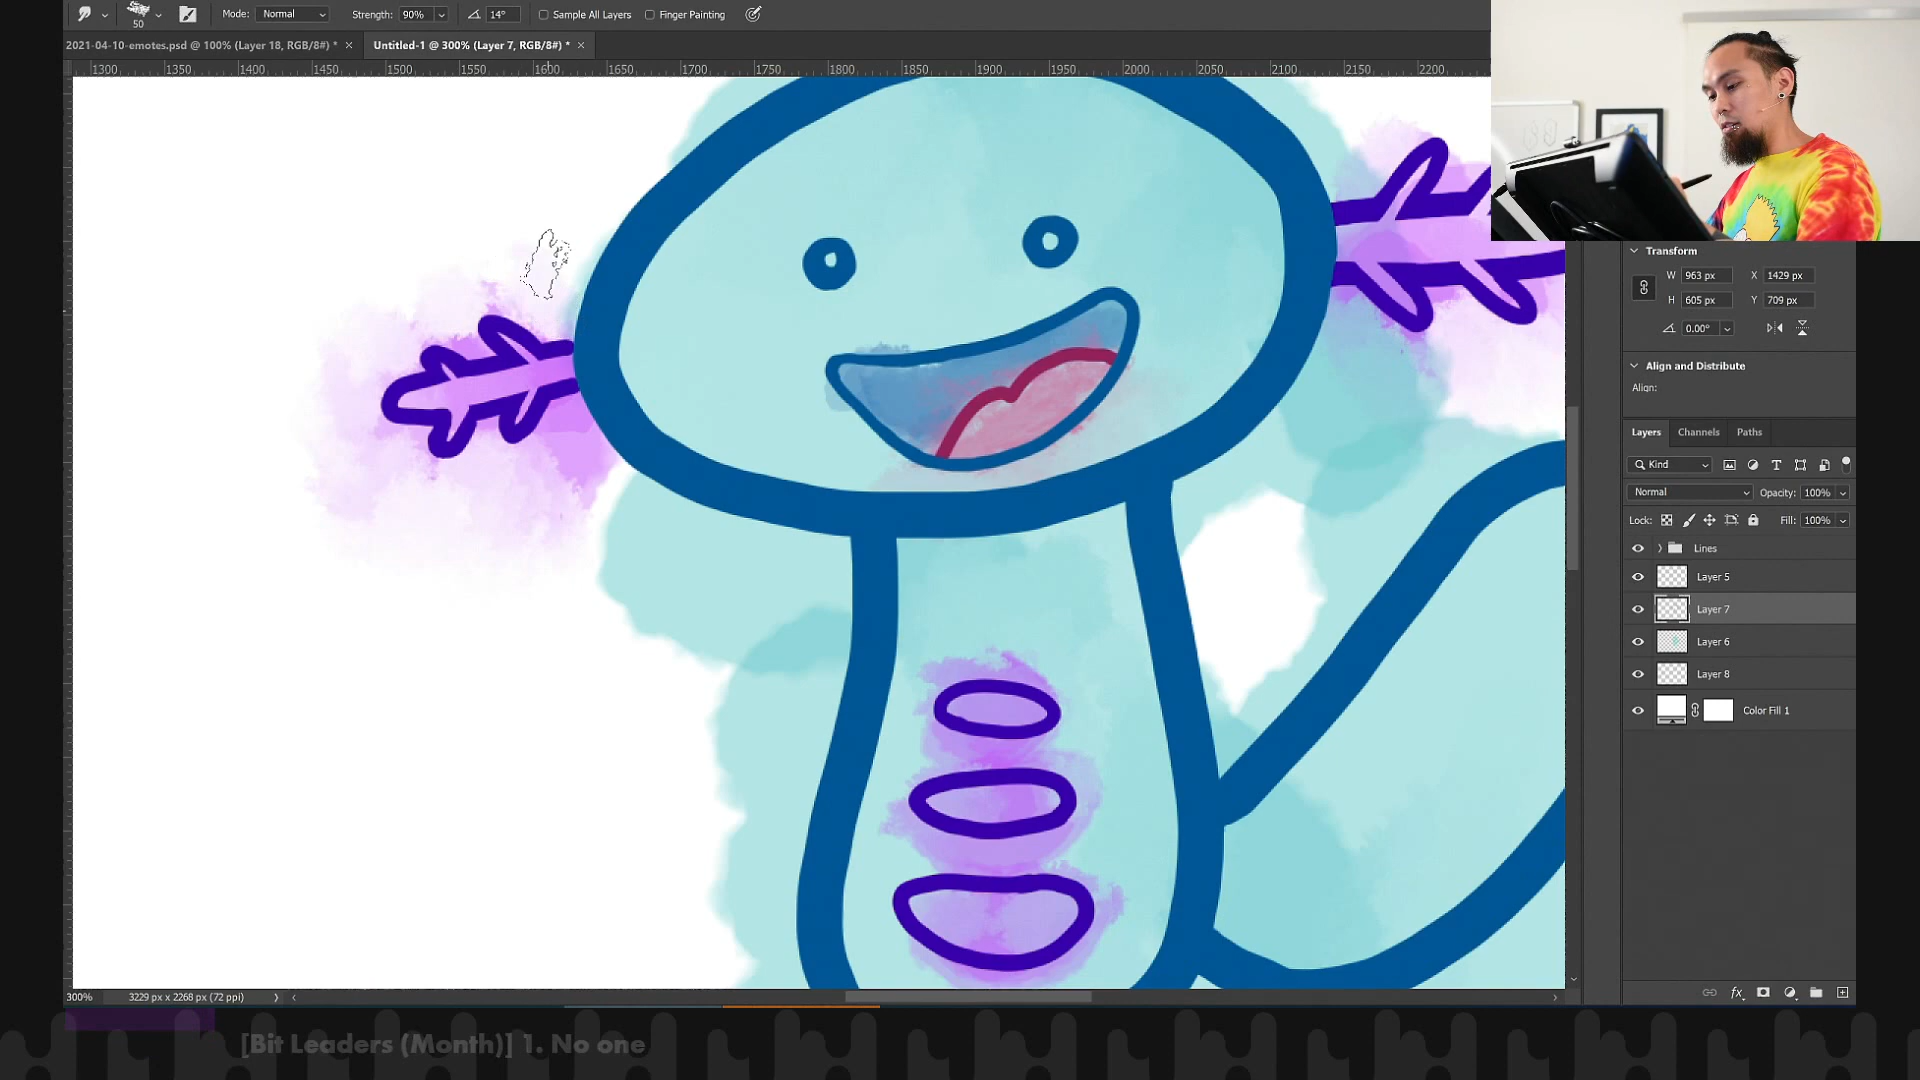 50
Mode: Normal
Strength: 90%
14°
Sample All Layers
Finger Painting
2021-04-10-emotes.psd @ 100% (Layer 18, RGB/8#) * ×
Untitled-1 @ 300% (Layer 7, RGB/8#) * ×
1300 1350 1400 1450 1500 1550 1600 1650 1700 1750 1800 1850 1900 1950 2000 2050 2100 2150 2200
Transform
W 963 px X 1429 px
H 605 px Y 709 px
0.00°
Align and Distribute
Align:
Layers Channels Paths
Kind
Normal Opacity: 100%
Lock: Fill: 100%
Lines
Layer 5
Layer 7
Layer 6
Layer 8
Color Fill 1
fx
300% 3229 px x 2268 px (72 ppi)
[Bit Leaders (Month)] 1. No one